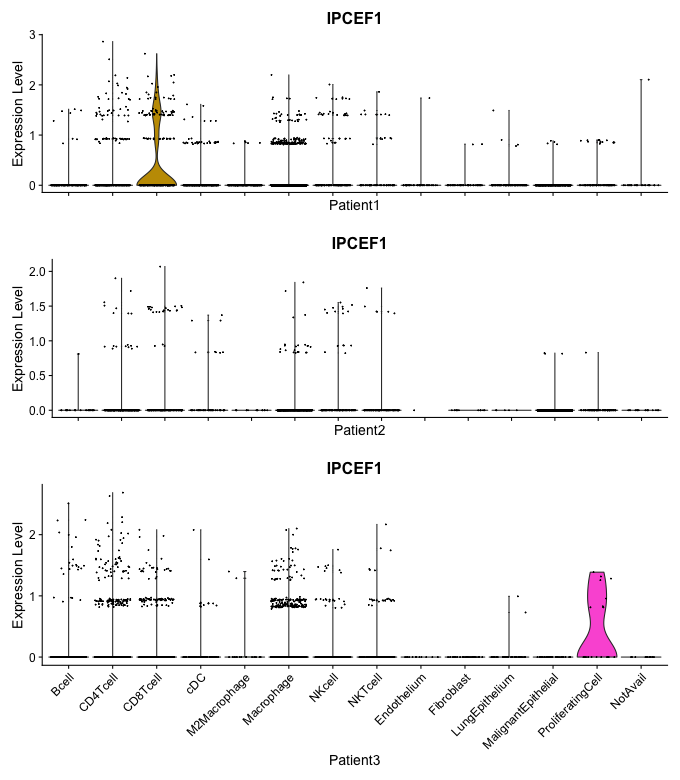 IPCEF1
3
2
1
0
Expression Level
Patient1
IPCEF1
2.0
1.5
1.0
0.5
0.0
Expression Level
Patient2
IPCEF1
2
1
0
Expression Level
Bcell
CD4Tcell
CD8Tcell
cDC
M2Macrophage
Macrophage
NKcell
NKTcell
Endothelium
Fibroblast
LungEpithelium
MalignantEpithelial
ProliferatingCell
NotAvail
Patient3